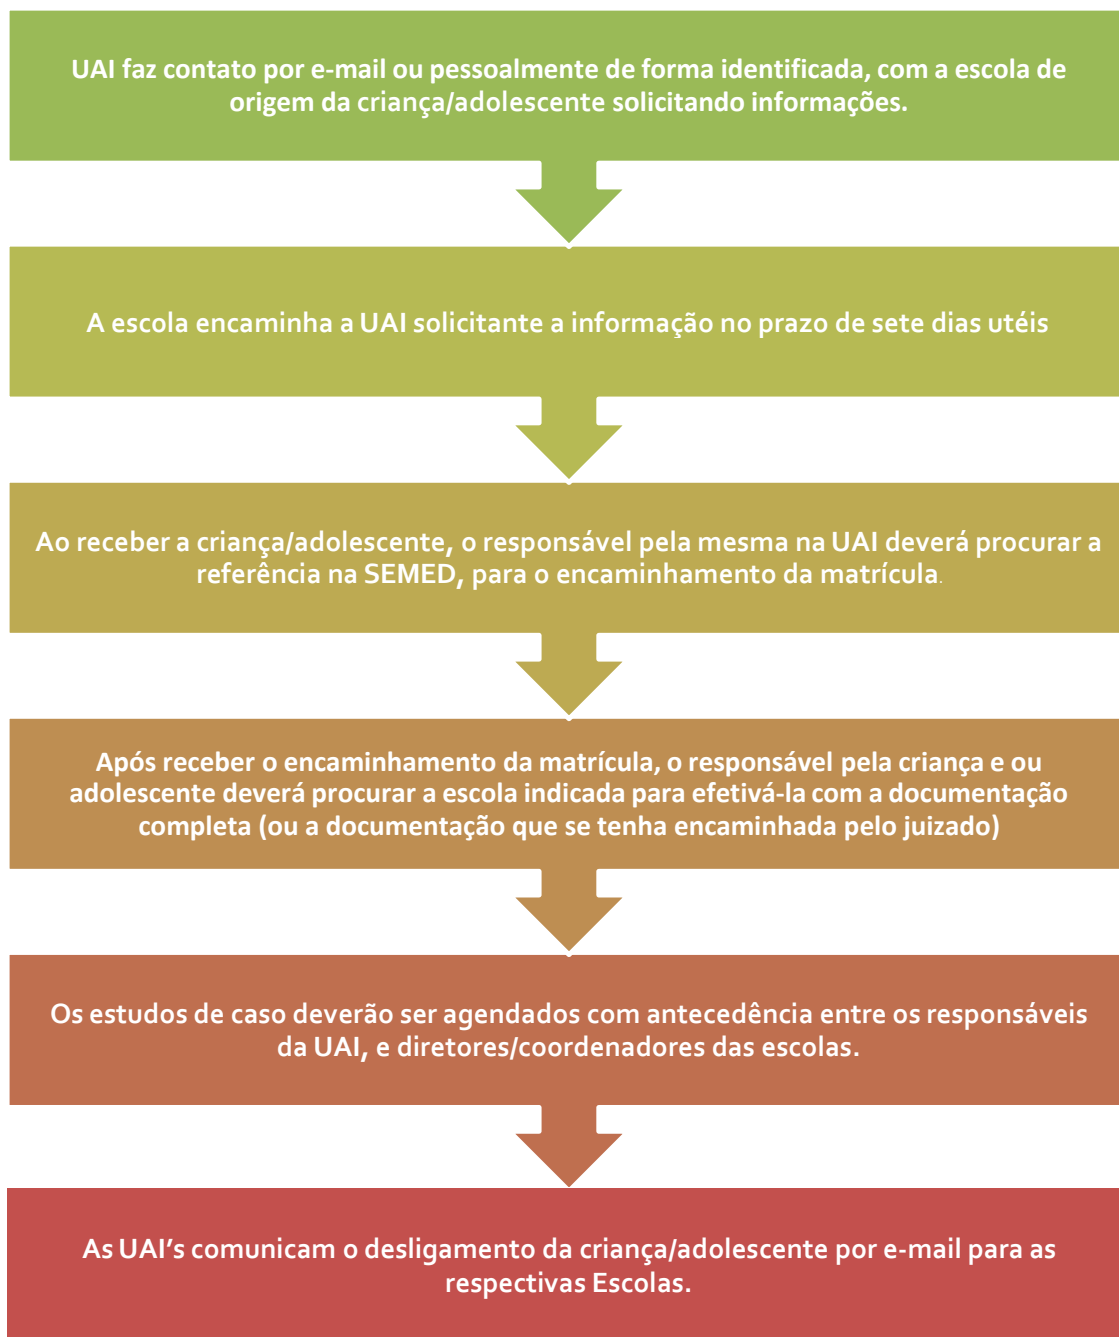 UAI faz contato por e-mail ou pessoalmente de forma identificada, com a escola de
origem da criança/adolescente solicitando informações.
A escola encaminha a UAI solicitante a informação no prazo de sete dias utéis
Ao receber a criança/adolescente, o responsável pela mesma na UAI deverá procurar a
referência na SEMED, para o encaminhamento da matrícula.
Após receber o encaminhamento da matrícula, o responsável pela criança e ou
adolescente deverá procurar a escola indicada para efetivá-la com a documentação
completa (ou a documentação que se tenha encaminhada pelo juizado)
Os estudos de caso deverão ser agendados com antecedência entre os responsáveis
da UAI, e diretores/coordenadores das escolas.
As UAI’s comunicam o desligamento da criança/adolescente por e-mail para as
respectivas Escolas.